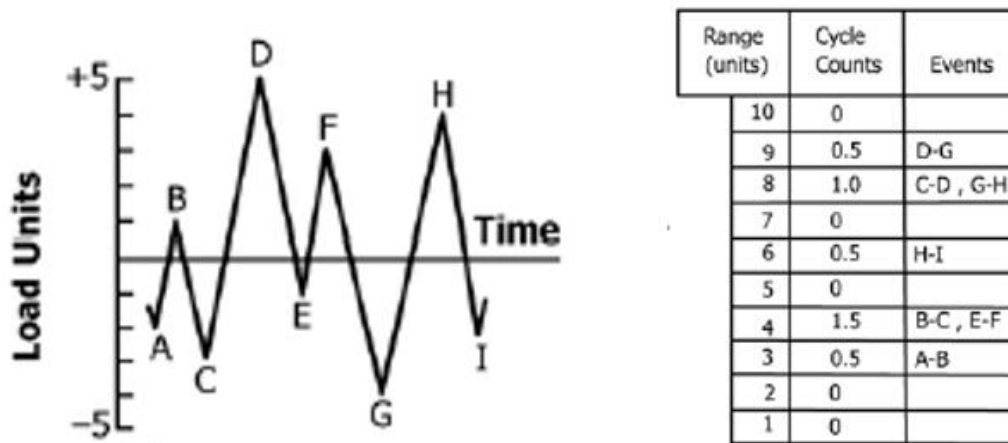 +5
D
H
F
B
Time
Load Units
E
A
I
C
G
-5
Range
(units)
Cycle
Counts
Events
10 0
9 0.5 D-G
8 1.0 C-D , G-H
7 0
6 0.5 H-I
5 0
4 1.5 B-C , E-F
3 0.5 A-B
2 0
1 0